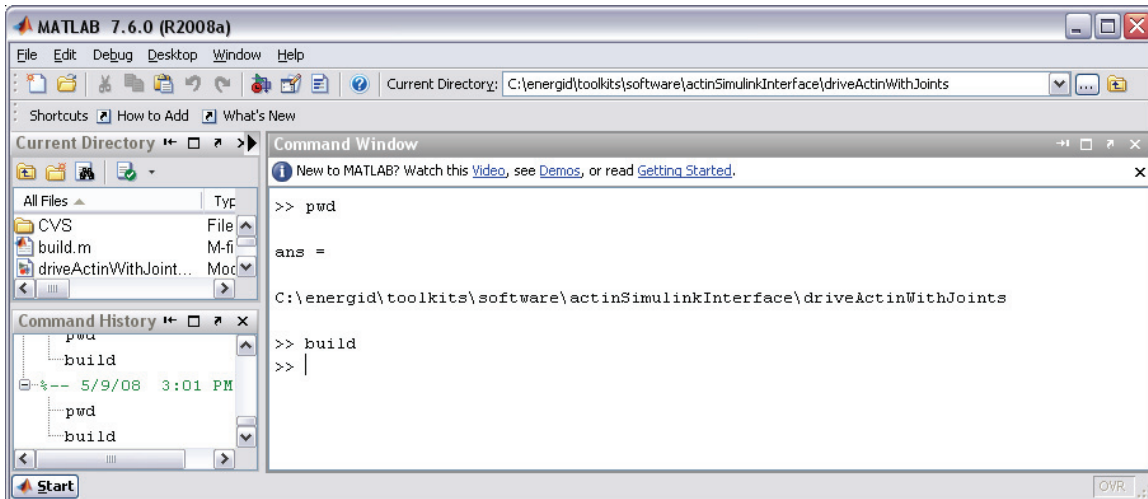 MATLAB 7.6.0 (R2008a)
File Edit Debug Desktop Window Help
Current Directory: C:\energid\toolkits\software\actinSimulinkInterface\driveActinWithJoints
Shortcuts How to Add What's New
Current Directory
All Files Typ
CVS File
build.m M-fi
driveActinWithJoint... Mod
Command History
pwd
build
%-- 5/9/08 3:01 PM
pwd
build
Command Window
New to MATLAB? Watch this Video, see Demos, or read Getting Started.
>> pwd
ans =
C:\energid\toolkits\software\actinSimulinkInterface\driveActinWithJoints
>> build
>>
Start
OVR